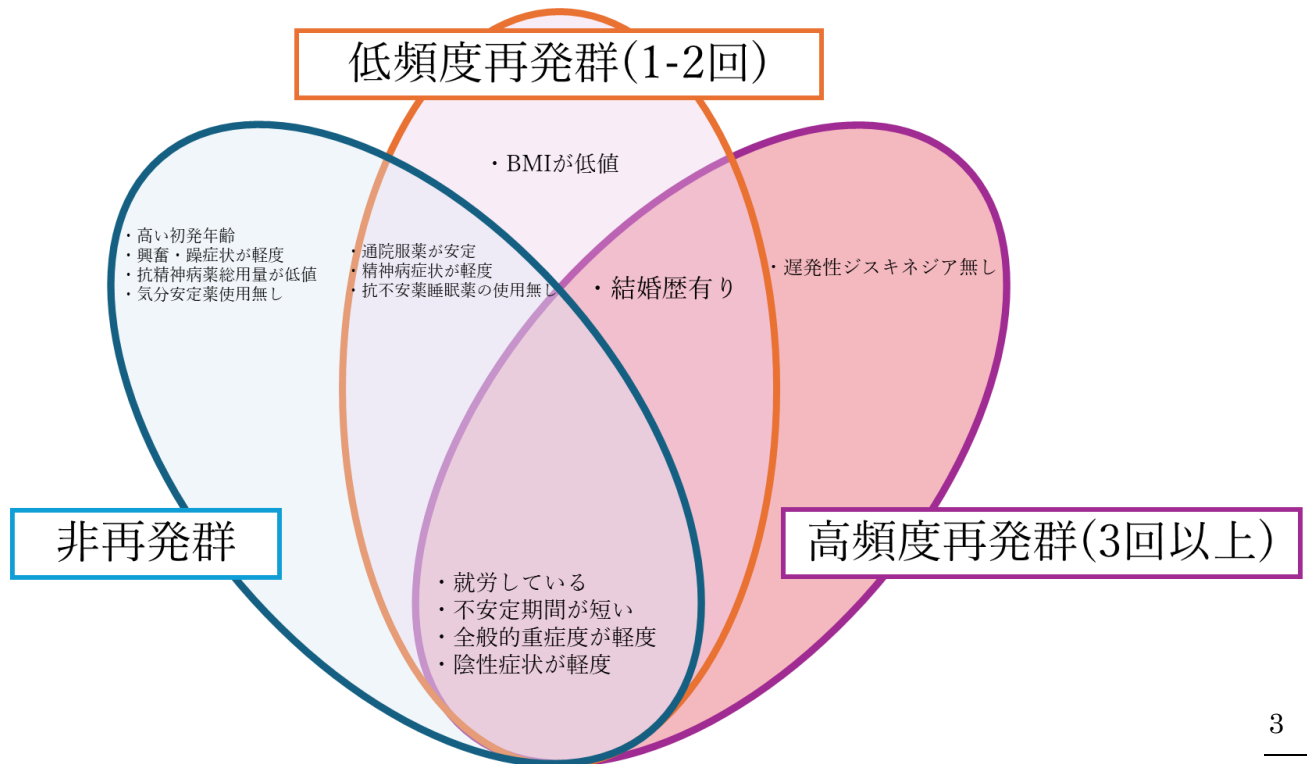 低頻度再発群(1-2回)
・BMIが低値
・高い初発年齢
・興奮・躁症状が軽度
・抗精神病薬総用量が低値
・気分安定薬使用無し
・通院服薬が安定
・精神病症状が軽度
・抗不安薬睡眠薬の使用無し
・結婚歴有り
・遅発性ジスキネジア無し
非再発群
高頻度再発群(3回以上)
・就労している
・不安定期間が短い
・全般的重症度が軽度
・陰性症状が軽度
3